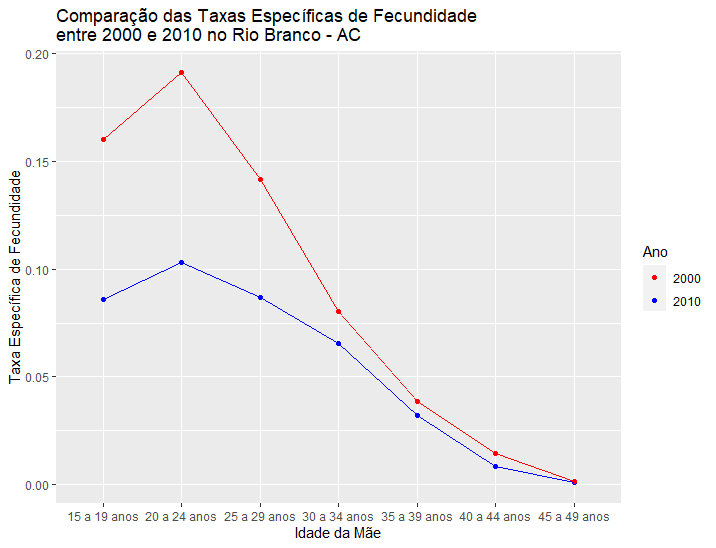 Comparação das Taxas Específicas de Fecundidade
entre 2000 e 2010 no Rio Branco - AC
Taxa Específica de Fecundidade
0.20
0.15
0.10
0.05
0.00
15 a 19 anos 20 a 24 anos 25 a 29 anos 30 a 34 anos 35 a 39 anos 40 a 44 anos 45 a 49 anos
Idade da Mãe
Ano
2000
2010